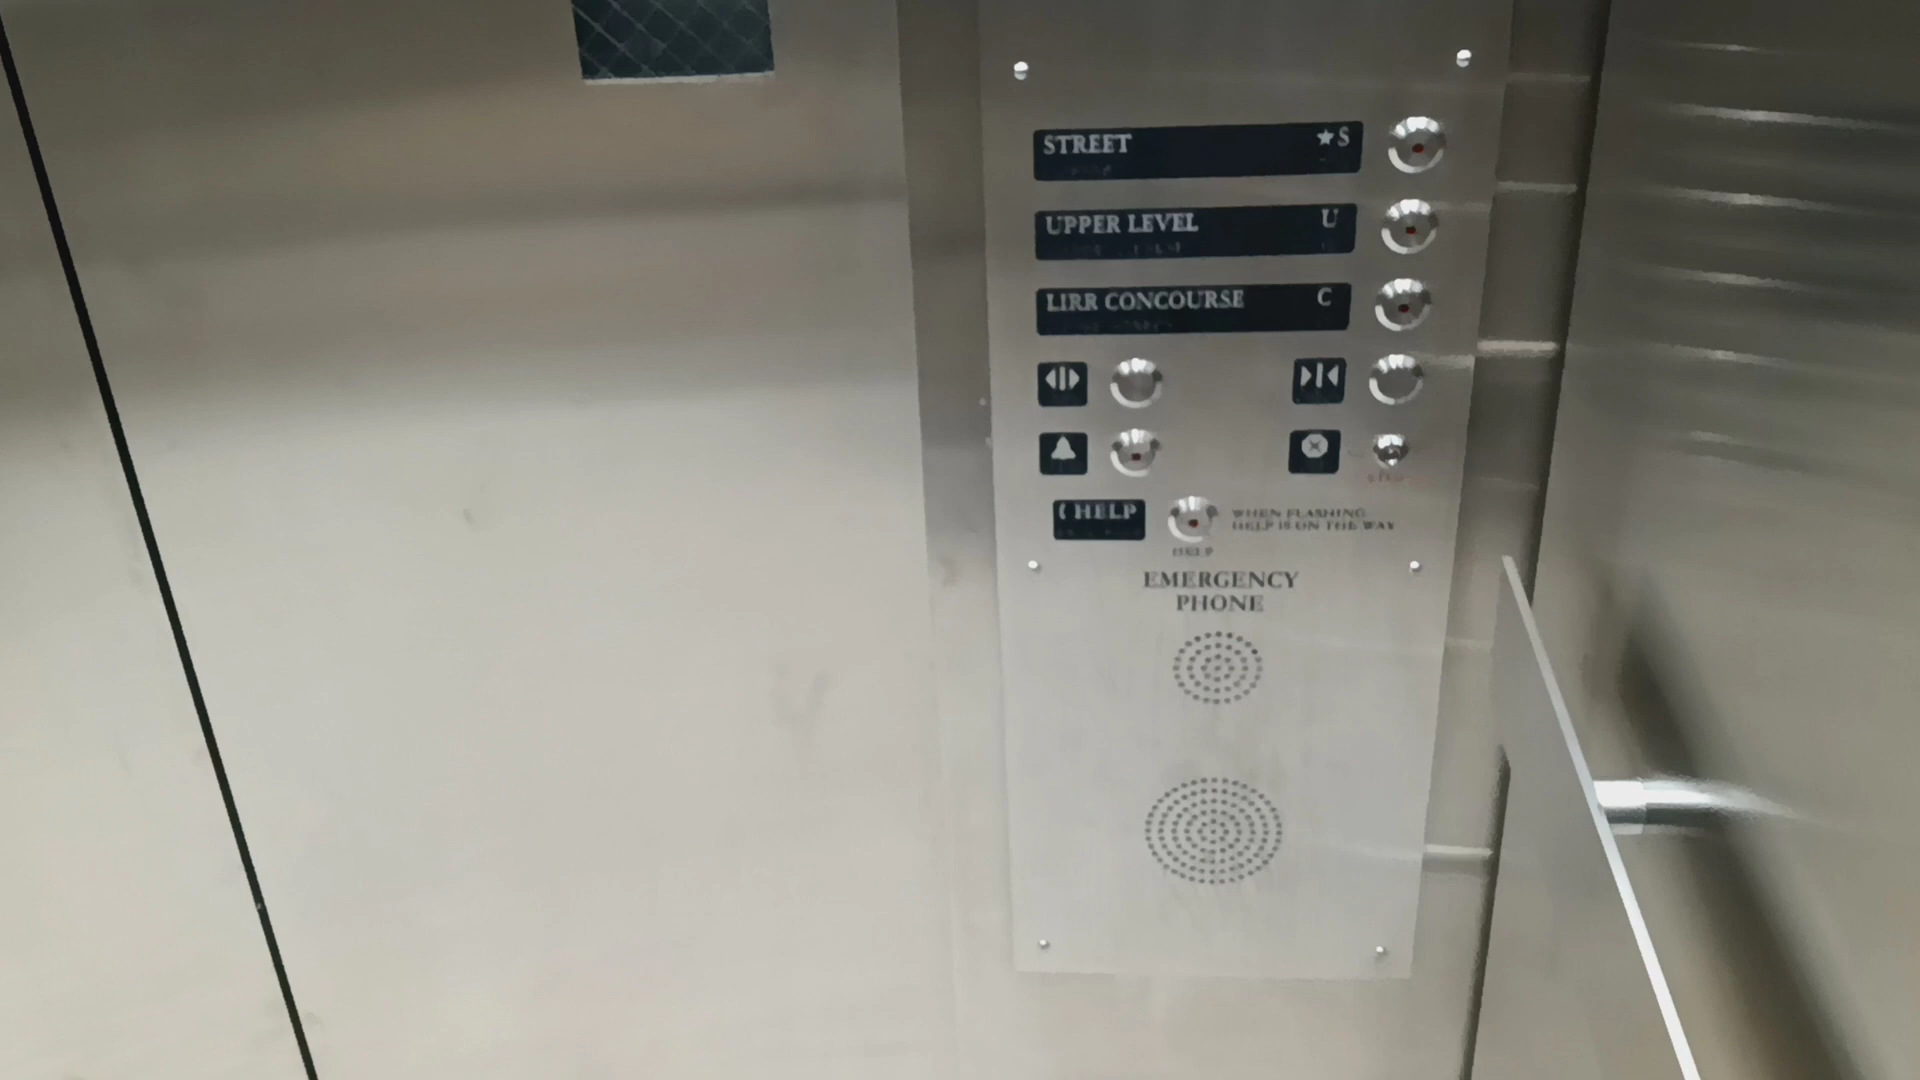 STREET ★S
UPPER LEVEL U
LIRR CONCOURSE C
HELP
WHEN FLASHING
HELP IS ON THE WAY
HELP
EMERGENCY
PHONE